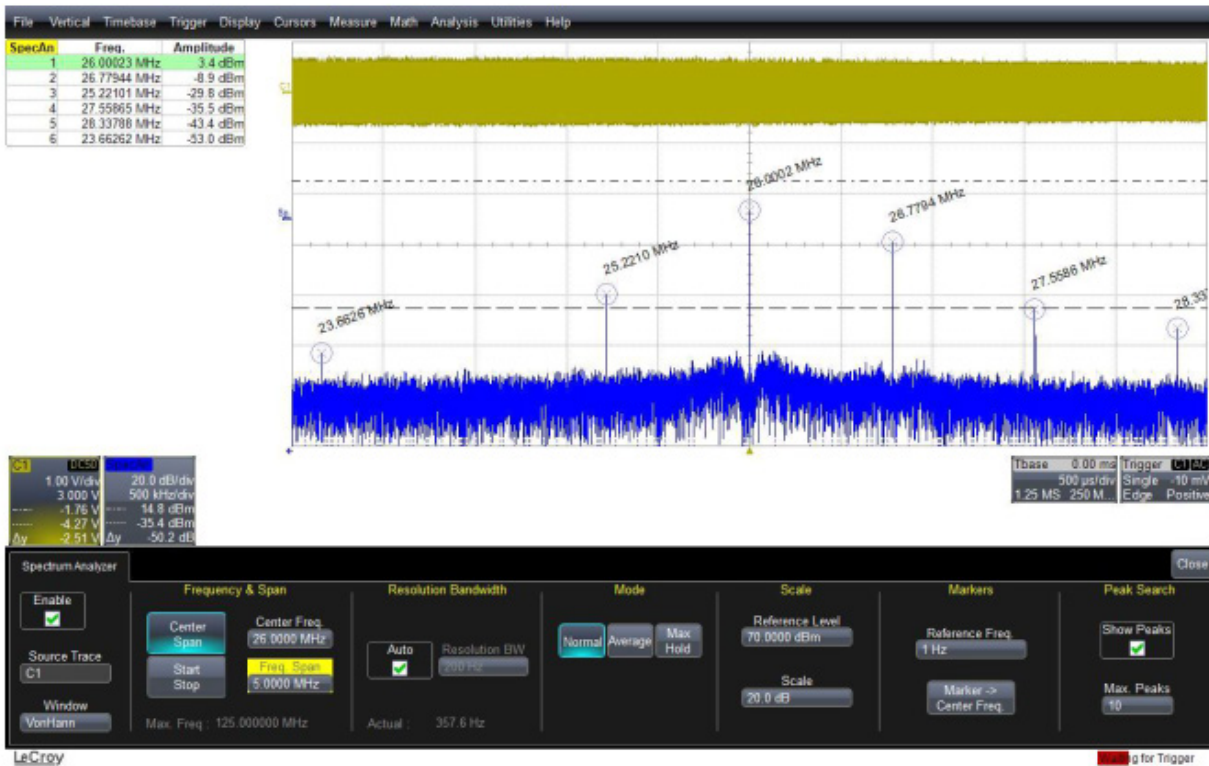 File Vertical Timebase Trigger Display Cursors Measure Math Analysis Utilities Help
SpecAn Freq. Amplitude
1 26.00023 MHz 3.4 dBm
2 26.77944 MHz -8.9 dBm
3 25.22101 MHz -29.8 dBm
4 27.55865 MHz -35.5 dBm
5 28.33788 MHz -43.4 dBm
6 23.66262 MHz -53.0 dBm
C1
26.0002 MHz
26.7794 MHz
25.2210 MHz
27.5586 MHz
28.33
23.6626 MHz
C1 DC50
1.00 V/div
3.000 V
-1.76 V
-4.27 V
Δy -2.51 V
SpecAn
20.0 dB/div
500 kHz/div
14.8 dBm
-35.4 dBm
Δy -50.2 dB
Tbase 0.00 ms
500 µs/div
1.25 MS 250 M...
Trigger C1 AC
Single -10 mV
Edge Positive
Spectrum Analyzer
Close
Enable
Source Trace
C1
Window
VonHann
Frequency & Span
Center Span
Start Stop
Center Freq.
26.0000 MHz
Freq. Span
5.0000 MHz
Max. Freq : 125.000000 MHz
Resolution Bandwidth
Auto
Resolution BW
200 Hz
Actual : 357.6 Hz
Mode
Normal
Average
Max Hold
Scale
Reference Level
70.0000 dBm
Scale
20.0 dB
Markers
Reference Freq.
1 Hz
Marker ->
Center Freq.
Peak Search
Show Peaks
Max. Peaks
10
LeCroy
Waiting for Trigger